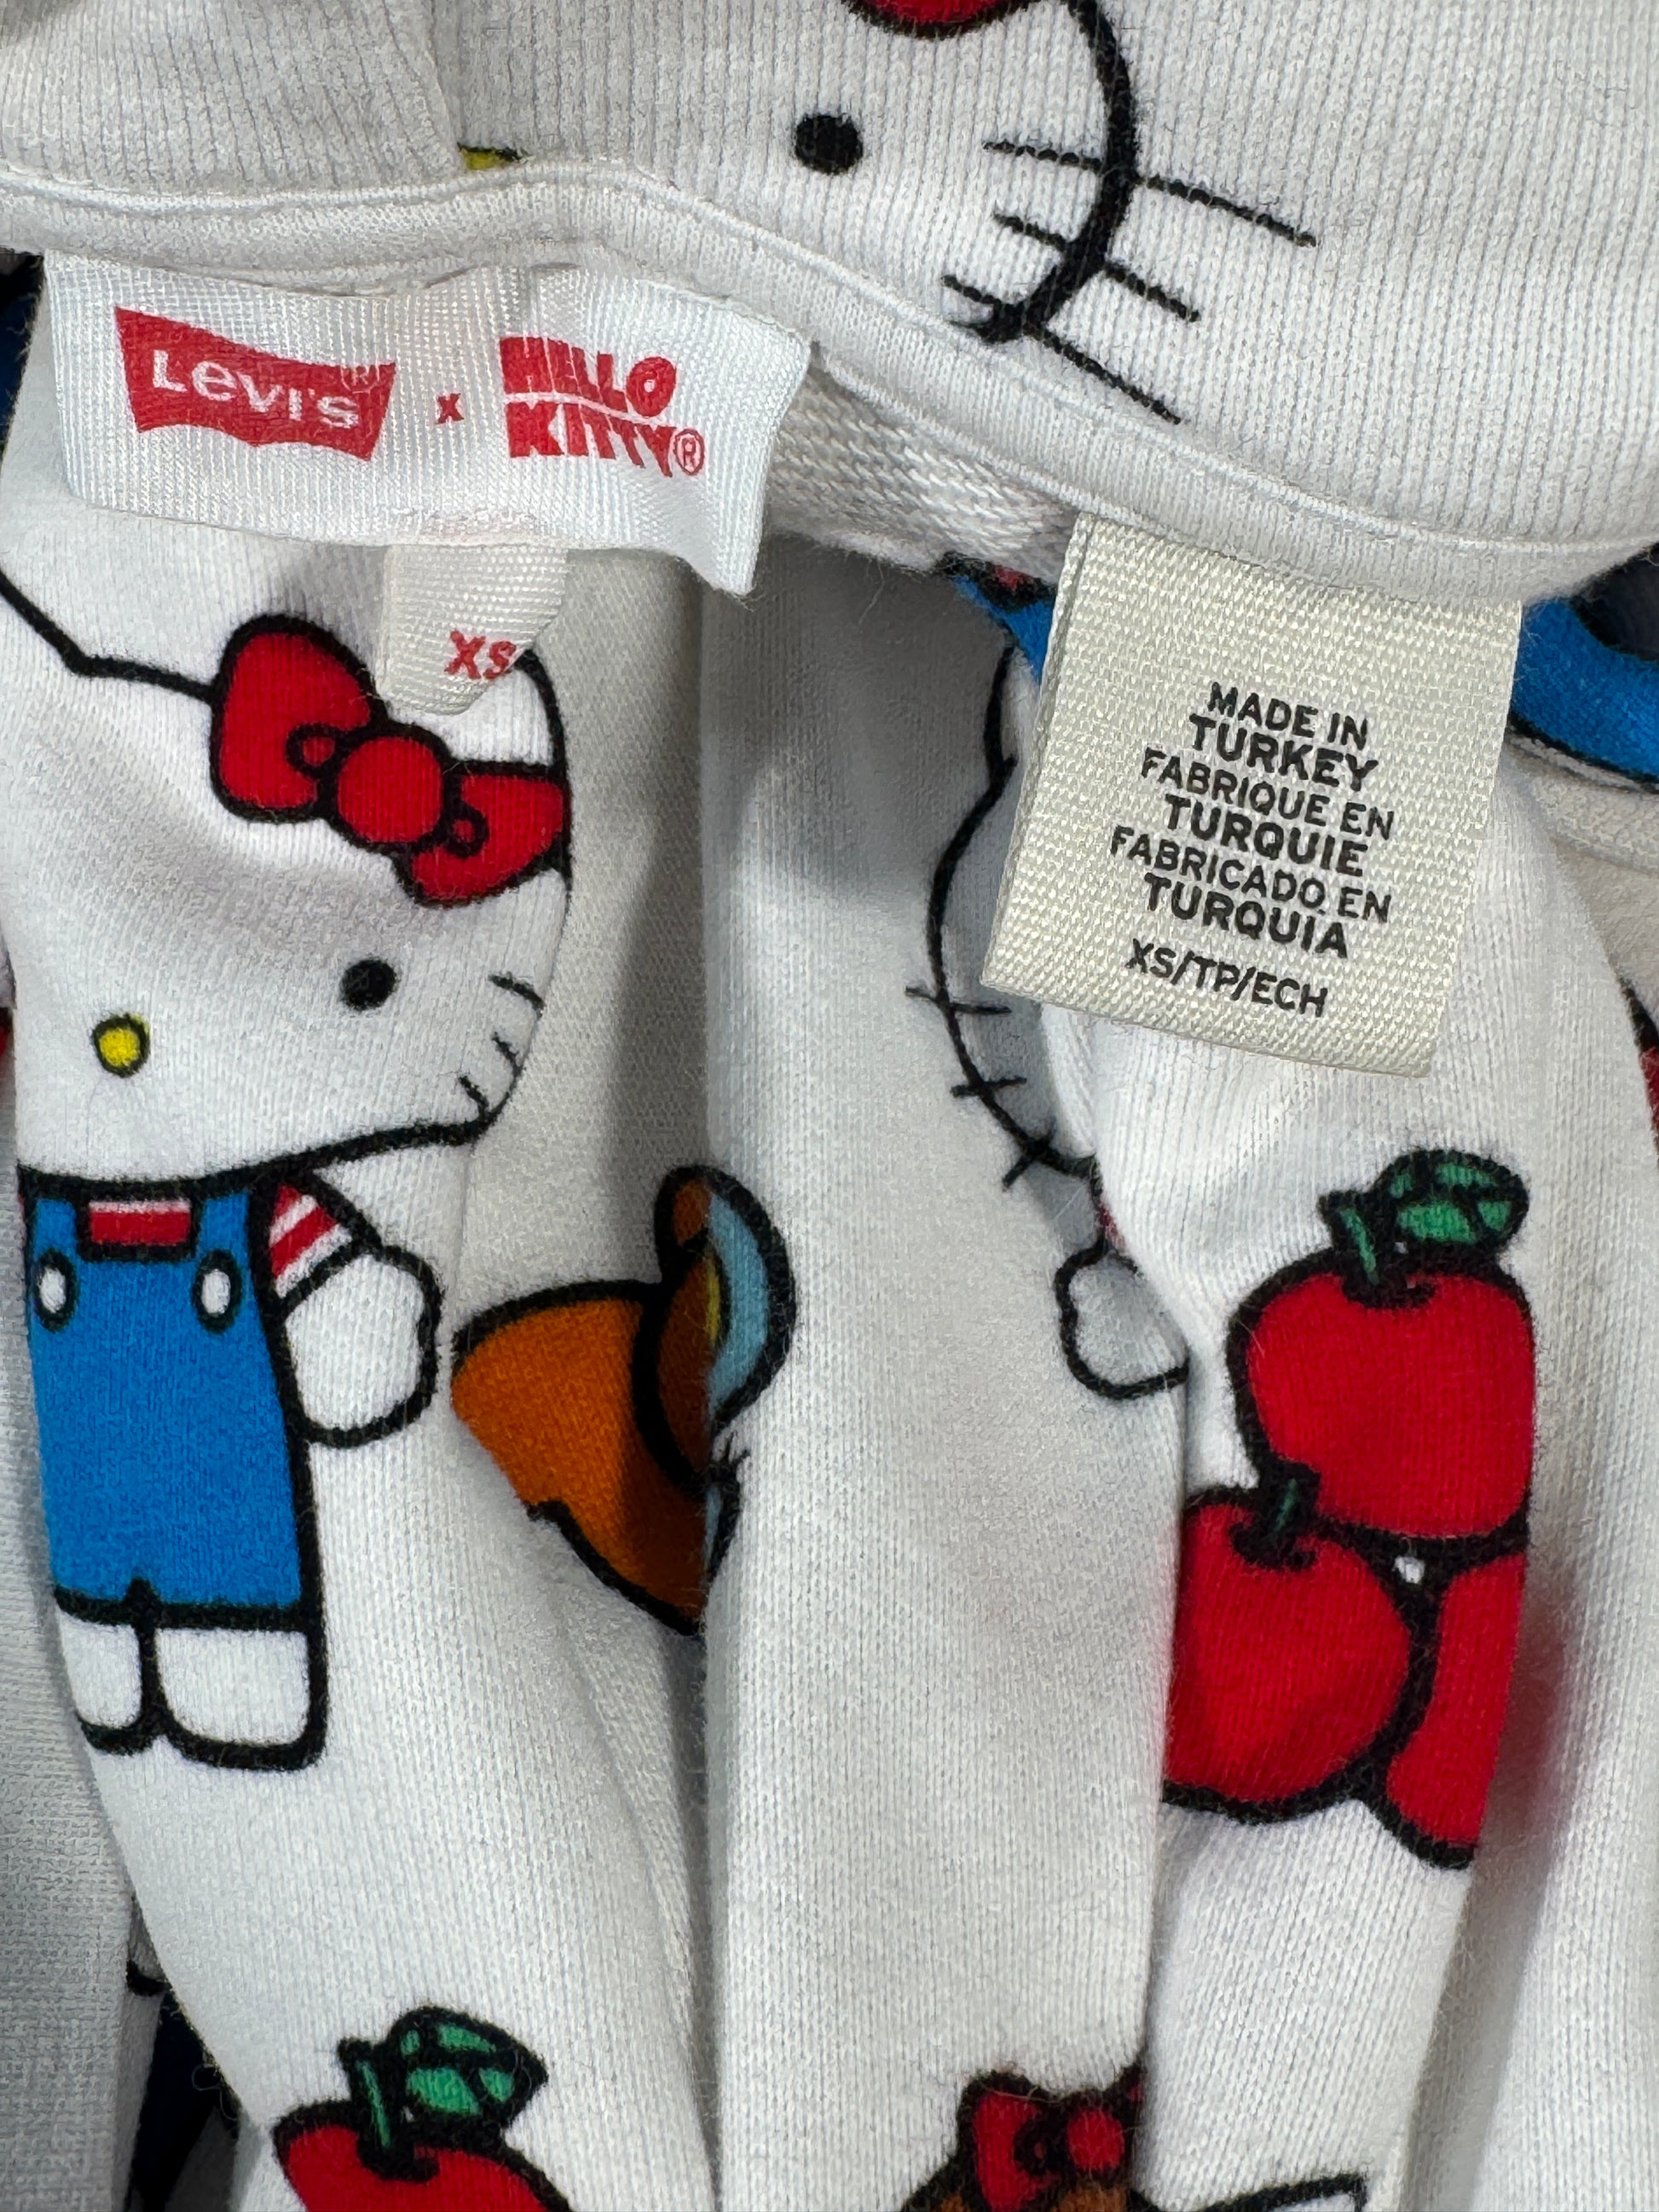 Levi's® x HELLO
KITTY®
XS
MADE IN
TURKEY
FABRIQUE EN
TURQUIE
FABRICADO EN
TURQUIA
XS/TP/ECH